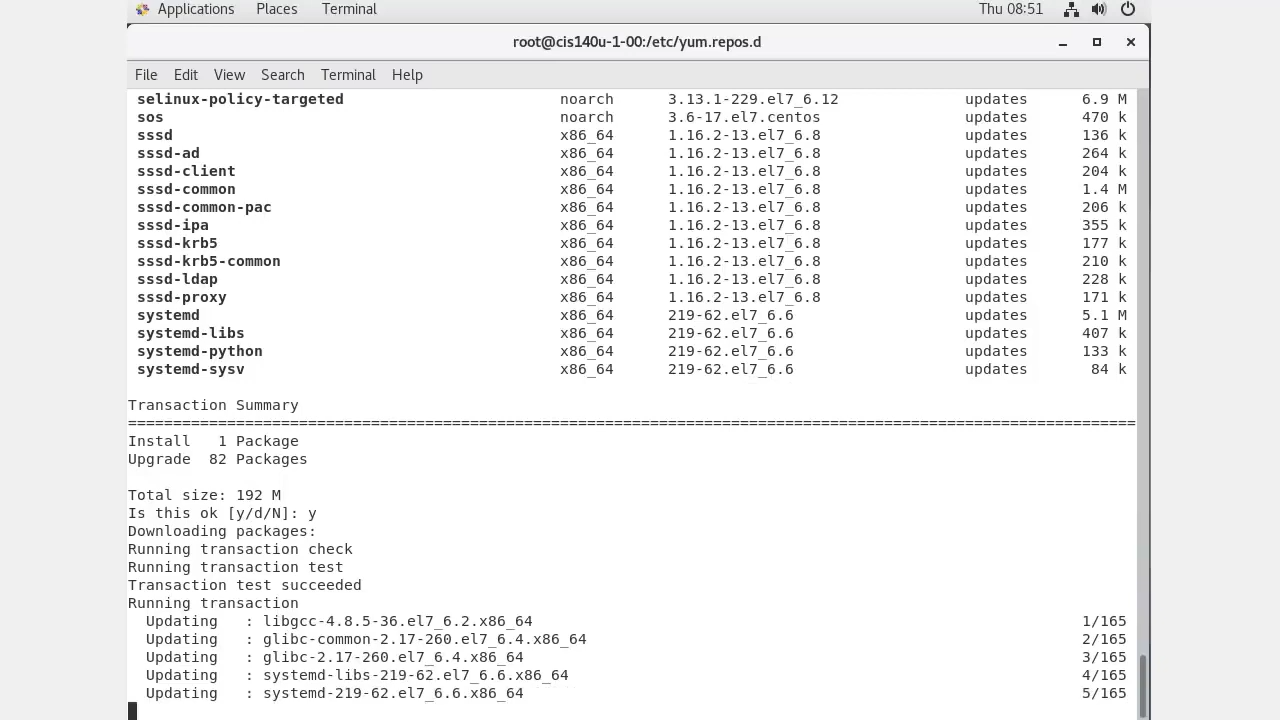 Applications Places Terminal Thu 08:51
root@cis140u-1-00:/etc/yum.repos.d
File Edit View Search Terminal Help
selinux-policy-targeted noarch 3.13.1-229.el7_6.12 updates 6.9 M
sos noarch 3.6-17.el7.centos updates 470 k
sssd x86_64 1.16.2-13.el7_6.8 updates 136 k
sssd-ad x86_64 1.16.2-13.el7_6.8 updates 264 k
sssd-client x86_64 1.16.2-13.el7_6.8 updates 204 k
sssd-common x86_64 1.16.2-13.el7_6.8 updates 1.4 M
sssd-common-pac x86_64 1.16.2-13.el7_6.8 updates 206 k
sssd-ipa x86_64 1.16.2-13.el7_6.8 updates 355 k
sssd-krb5 x86_64 1.16.2-13.el7_6.8 updates 177 k
sssd-krb5-common x86_64 1.16.2-13.el7_6.8 updates 210 k
sssd-ldap x86_64 1.16.2-13.el7_6.8 updates 228 k
sssd-proxy x86_64 1.16.2-13.el7_6.8 updates 171 k
systemd x86_64 219-62.el7_6.6 updates 5.1 M
systemd-libs x86_64 219-62.el7_6.6 updates 407 k
systemd-python x86_64 219-62.el7_6.6 updates 133 k
systemd-sysv x86_64 219-62.el7_6.6 updates 84 k
Transaction Summary
================================================================================================================
Install 1 Package
Upgrade 82 Packages
Total size: 192 M
Is this ok [y/d/N]: y
Downloading packages:
Running transaction check
Running transaction test
Transaction test succeeded
Running transaction
Updating : libgcc-4.8.5-36.el7_6.2.x86_64 1/165
Updating : glibc-common-2.17-260.el7_6.4.x86_64 2/165
Updating : glibc-2.17-260.el7_6.4.x86_64 3/165
Updating : systemd-libs-219-62.el7_6.6.x86_64 4/165
Updating : systemd-219-62.el7_6.6.x86_64 5/165